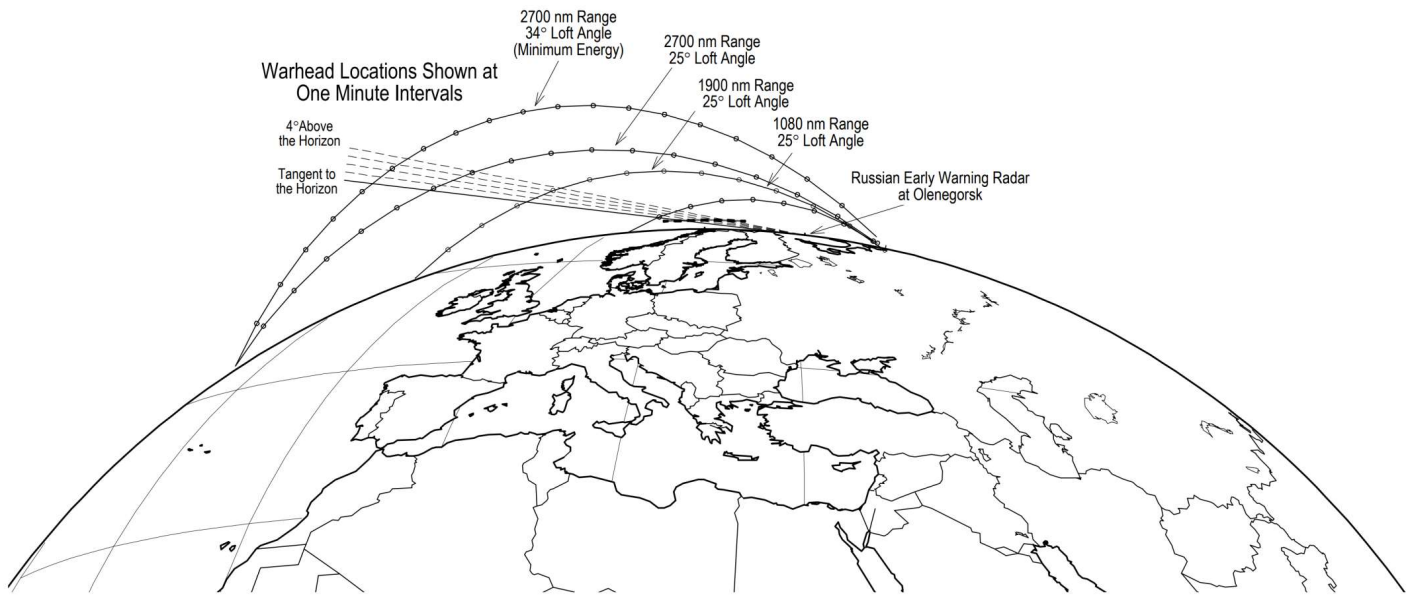 2700 nm Range
34° Loft Angle
(Minimum Energy)
2700 nm Range
25° Loft Angle
Warhead Locations Shown at
One Minute Intervals
1900 nm Range
25° Loft Angle
4°Above
the Horizon
1080 nm Range
25° Loft Angle
Tangent to
the Horizon
Russian Early Warning Radar
at Olenegorsk